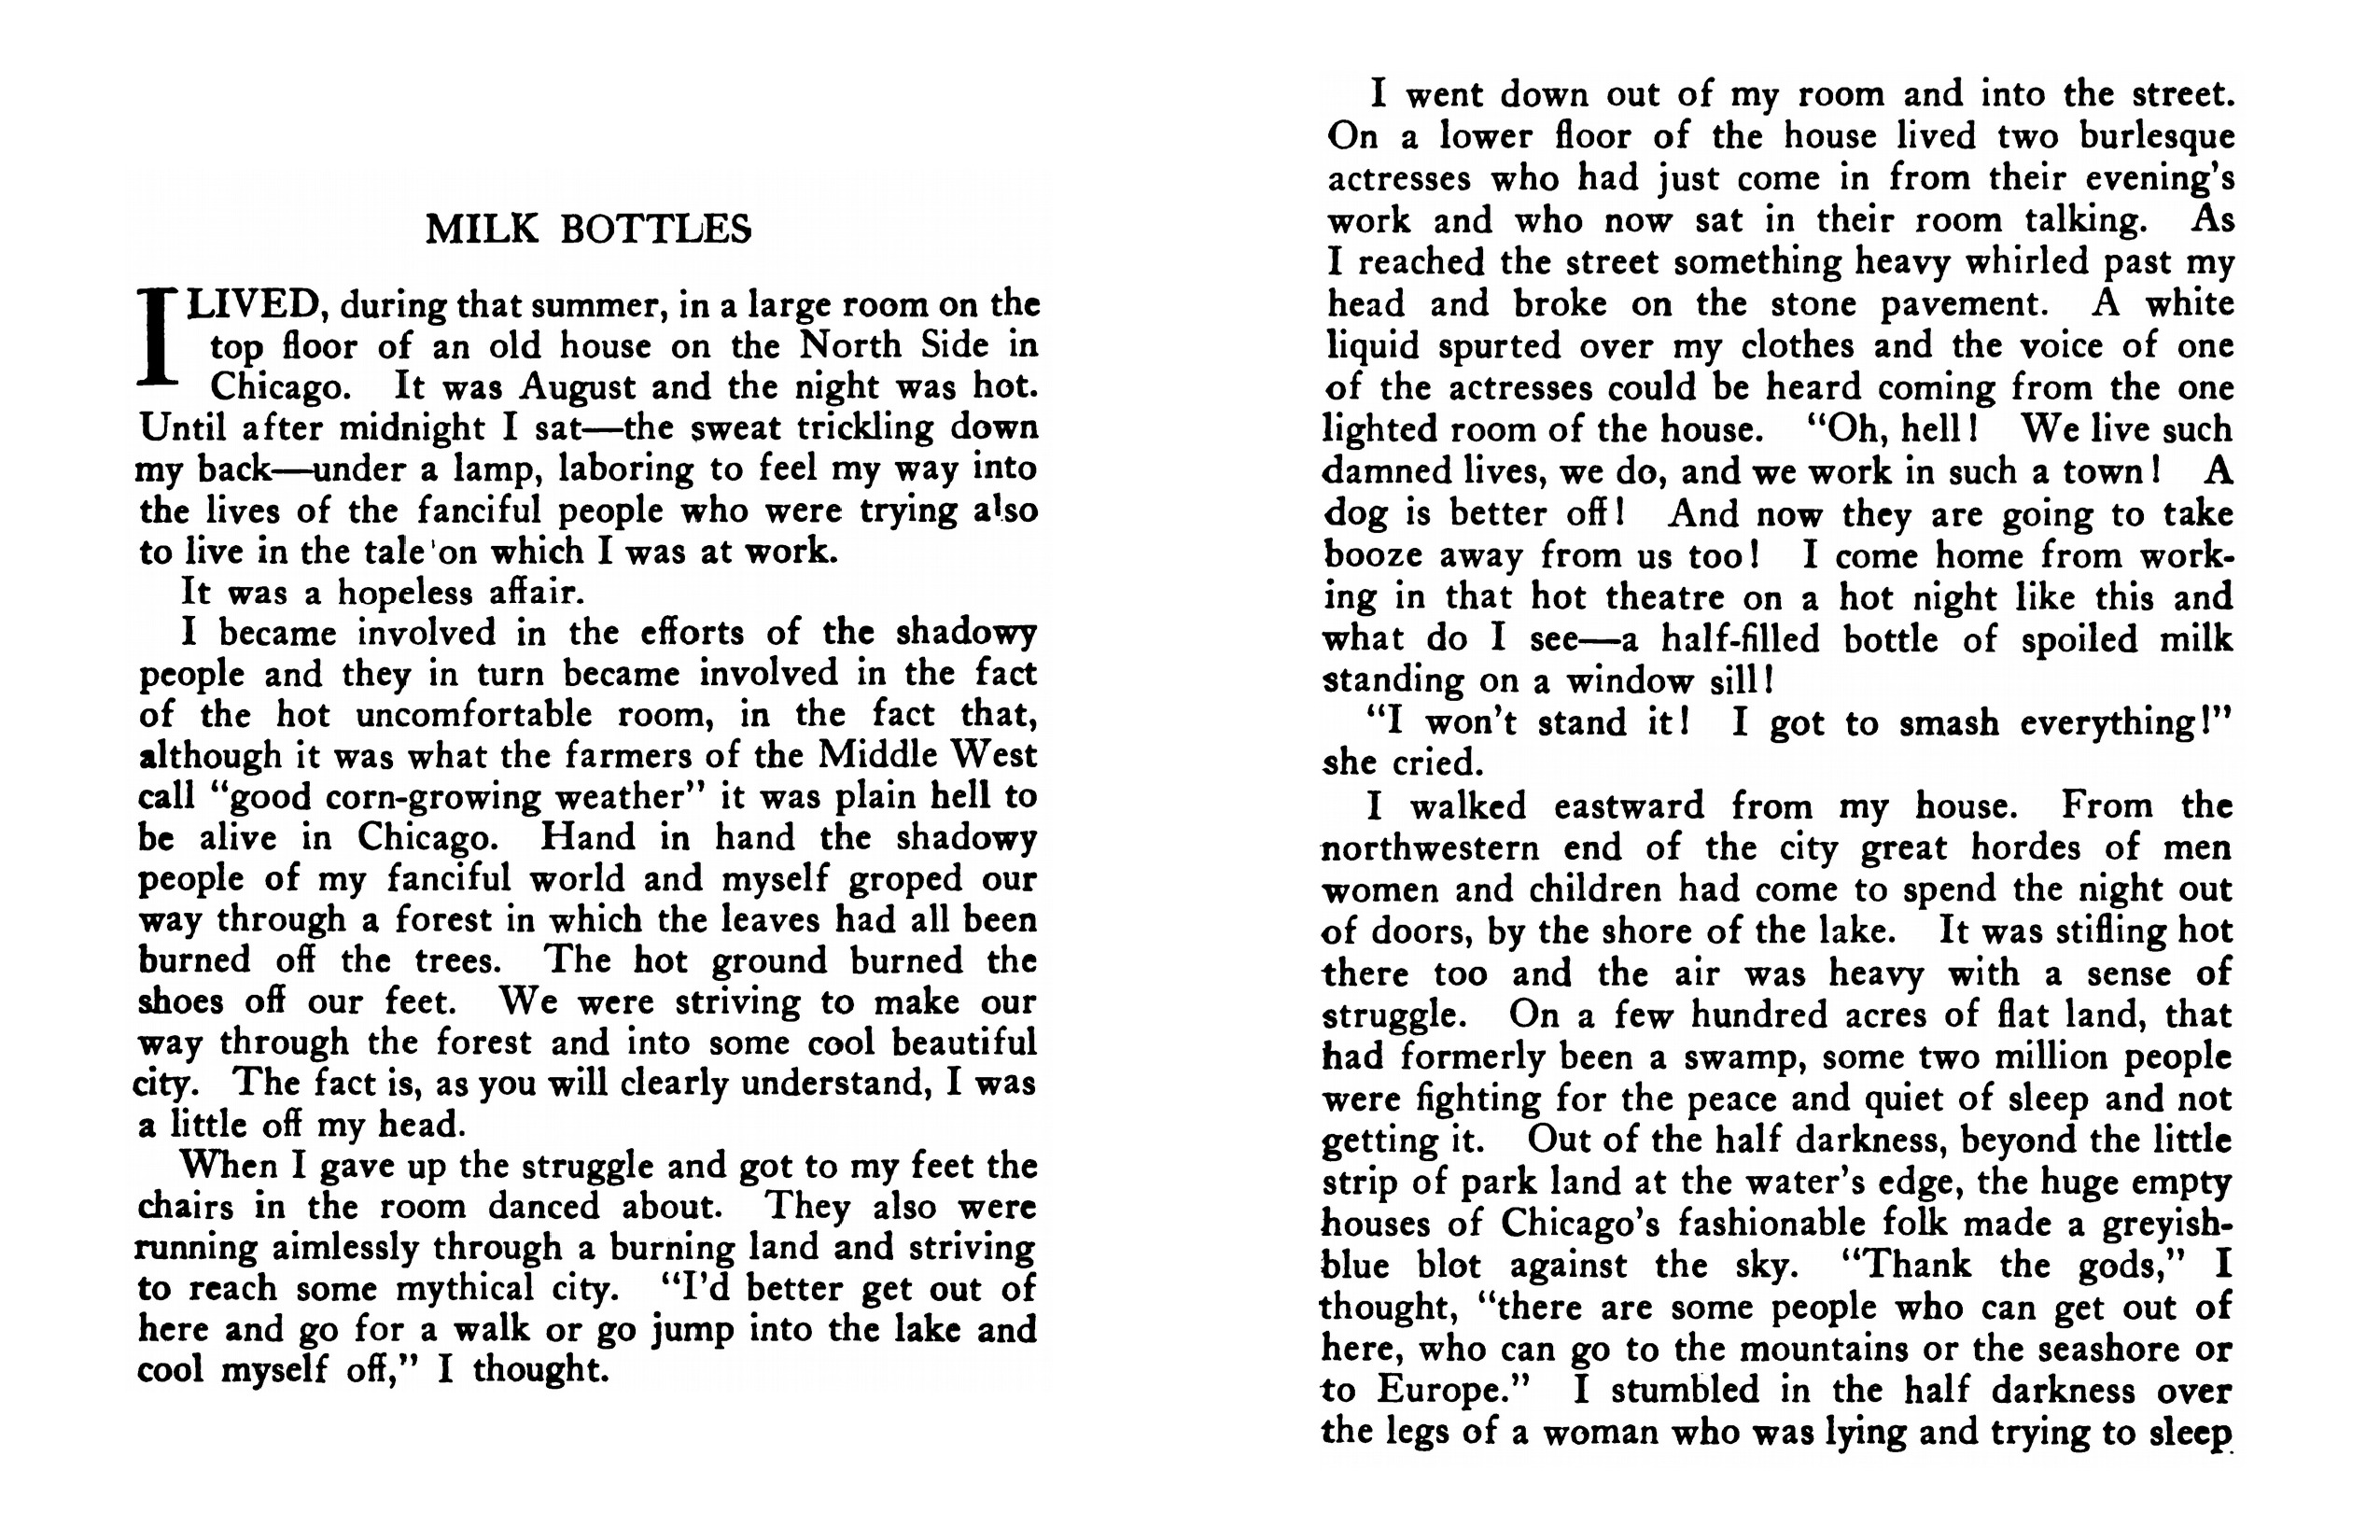 MILK BOTTLES
I LIVED, during that summer, in a large room on the
top floor of an old house on the North Side in
Chicago. It was August and the night was hot.
Until after midnight I sat—the sweat trickling down
my back—under a lamp, laboring to feel my way into
the lives of the fanciful people who were trying also
to live in the tale on which I was at work.
It was a hopeless affair.
I became involved in the efforts of the shadowy
people and they in turn became involved in the fact
of the hot uncomfortable room, in the fact that,
although it was what the farmers of the Middle West
call “good corn-growing weather” it was plain hell to
be alive in Chicago. Hand in hand the shadowy
people of my fanciful world and myself groped our
way through a forest in which the leaves had all been
burned off the trees. The hot ground burned the
shoes off our feet. We were striving to make our
way through the forest and into some cool beautiful
city. The fact is, as you will clearly understand, I was
a little off my head.
When I gave up the struggle and got to my feet the
chairs in the room danced about. They also were
running aimlessly through a burning land and striving
to reach some mythical city. “I’d better get out of
here and go for a walk or go jump into the lake and
cool myself off,” I thought.
I went down out of my room and into the street.
On a lower floor of the house lived two burlesque
actresses who had just come in from their evening’s
work and who now sat in their room talking. As
I reached the street something heavy whirled past my
head and broke on the stone pavement. A white
liquid spurted over my clothes and the voice of one
of the actresses could be heard coming from the one
lighted room of the house. “Oh, hell! We live such
damned lives, we do, and we work in such a town! A
dog is better off! And now they are going to take
booze away from us too! I come home from work-
ing in that hot theatre on a hot night like this and
what do I see—a half-filled bottle of spoiled milk
standing on a window sill!
“I won’t stand it! I got to smash everything!”
she cried.
I walked eastward from my house. From the
northwestern end of the city great hordes of men
women and children had come to spend the night out
of doors, by the shore of the lake. It was stifling hot
there too and the air was heavy with a sense of
struggle. On a few hundred acres of flat land, that
had formerly been a swamp, some two million people
were fighting for the peace and quiet of sleep and not
getting it. Out of the half darkness, beyond the little
strip of park land at the water’s edge, the huge empty
houses of Chicago’s fashionable folk made a greyish-
blue blot against the sky. “Thank the gods,” I
thought, “there are some people who can get out of
here, who can go to the mountains or the seashore or
to Europe.” I stumbled in the half darkness over
the legs of a woman who was lying and trying to sleep